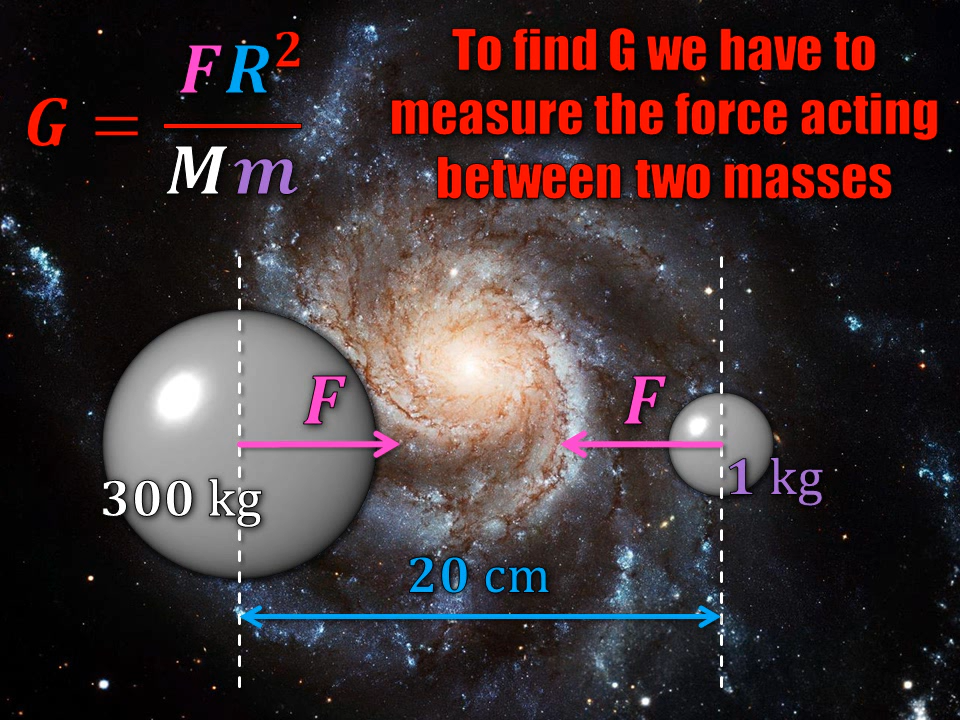 G = FR²/Mm
To find G we have to
measure the force acting
between two masses
F
F
300 kg
1 kg
20 cm